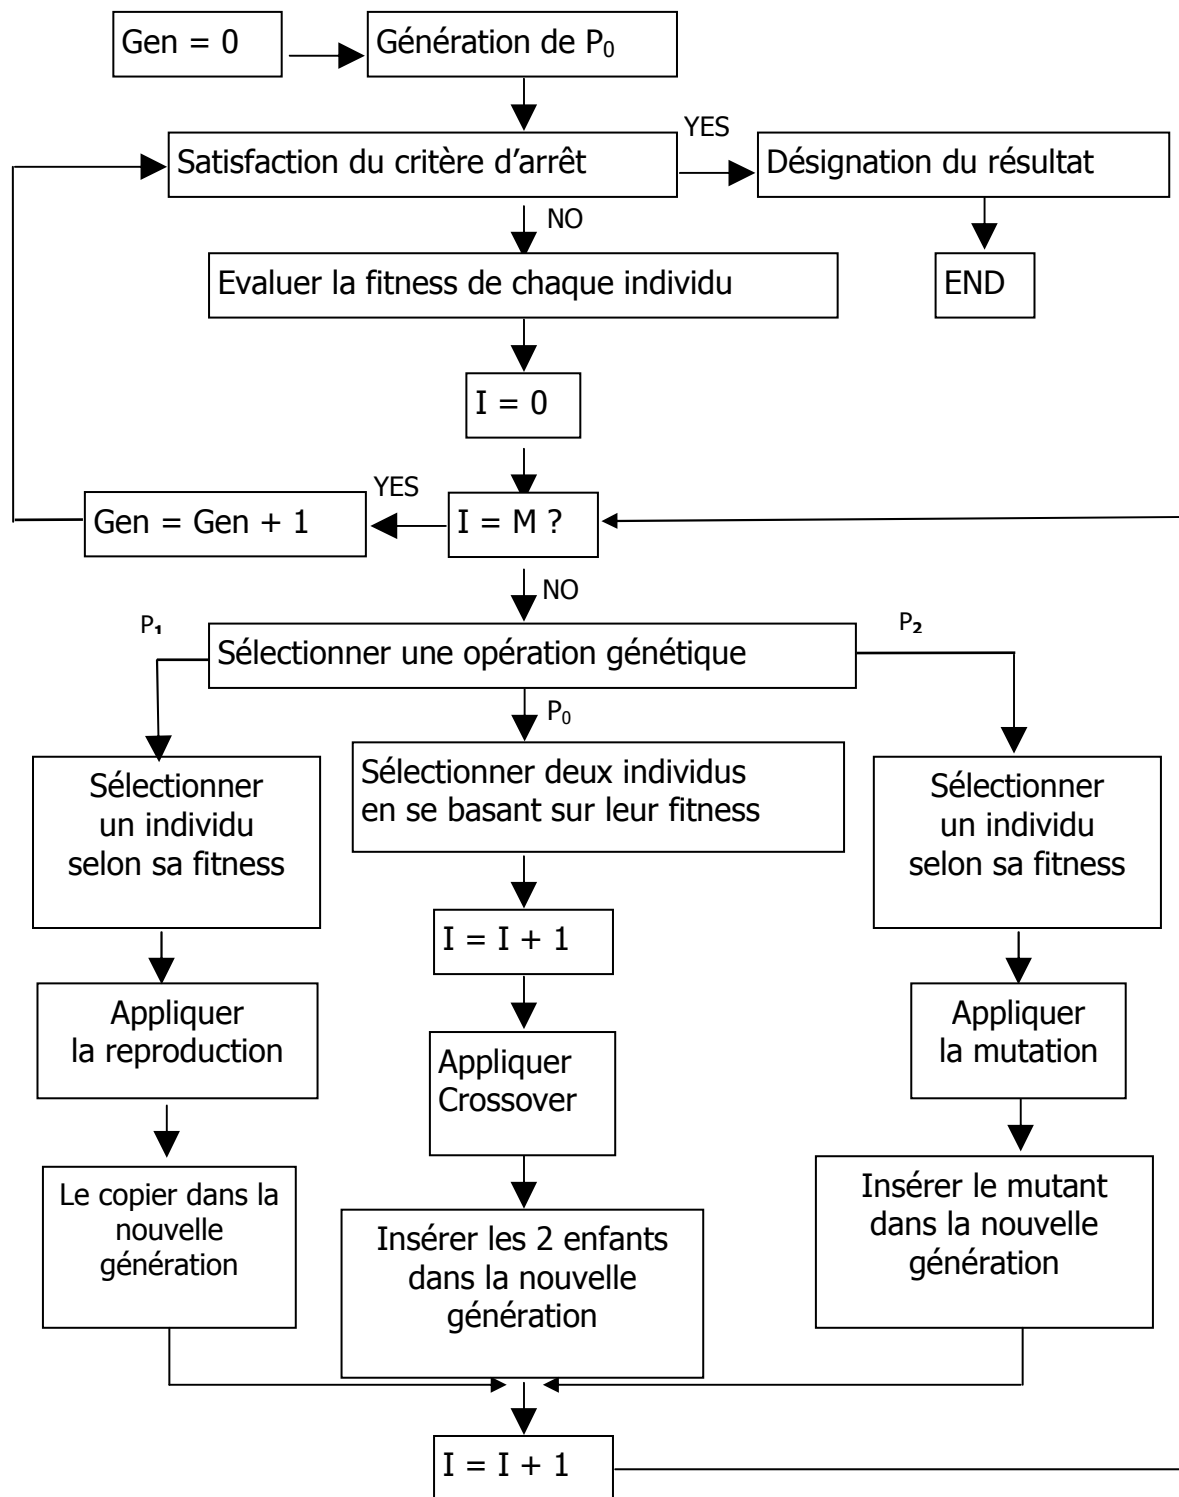 Gen = 0
Génération de P₀
YES
Satisfaction du critère d’arrêt
Désignation du résultat
NO
Evaluer la fitness de chaque individu
END
I = 0
YES
Gen = Gen + 1
I = M ?
NO
P₁
P₂
Sélectionner une opération génétique
P₀
Sélectionner
un individu
selon sa fitness
Sélectionner deux individus
en se basant sur leur fitness
Sélectionner
un individu
selon sa fitness
I = I + 1
Appliquer
la reproduction
Appliquer
Crossover
Appliquer
la mutation
Le copier dans la
nouvelle
génération
Insérer les 2 enfants
dans la nouvelle
génération
Insérer le mutant
dans la nouvelle
génération
I = I + 1